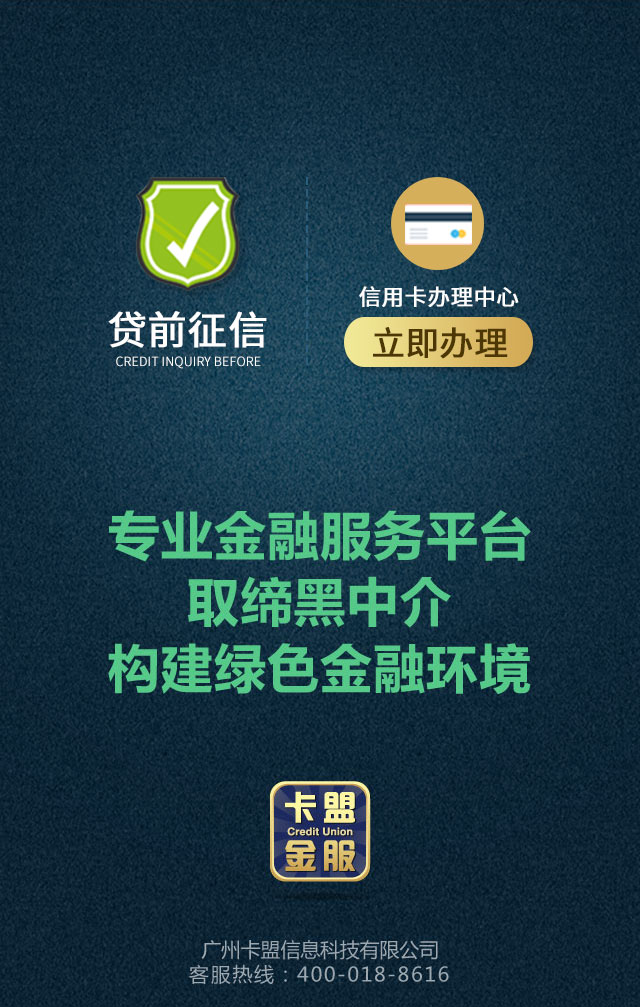 贷前征信
CREDIT INQUIRY BEFORE
信用卡办理中心
立即办理
专业金融服务平台
取缔黑中介
构建绿色金融环境
卡盟
Credit Union
金服
广州卡盟信息科技有限公司
客服热线：400-018-8616